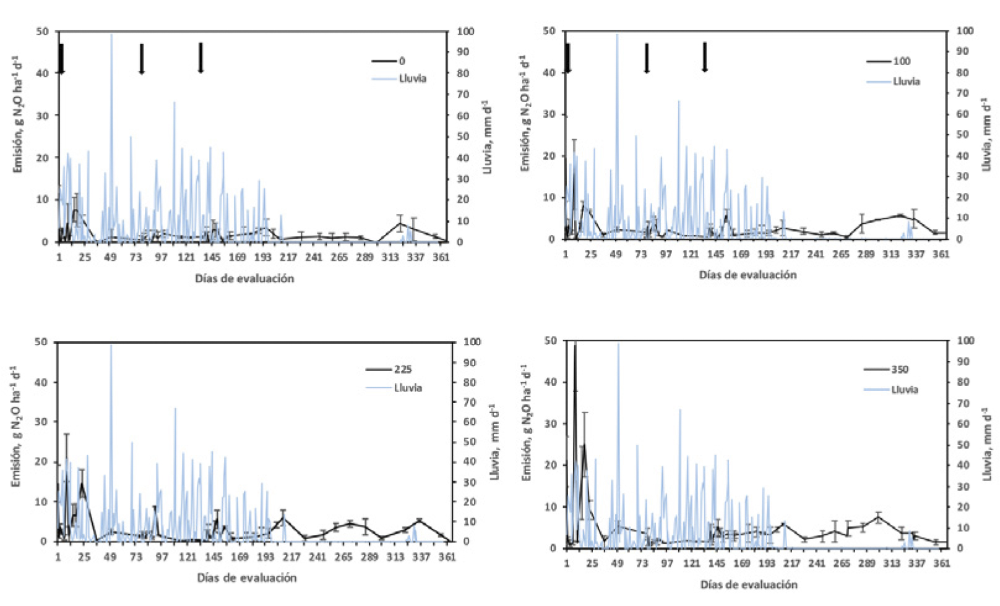 50 100
90
40 80
70
30 60
50
20 40
30
10 20
10
0 0
1 25 49 73 97 121 145 169 193 217 241 265 289 313 337 361
Emisión, g N₂O ha⁻¹ d⁻¹
Lluvia, mm d⁻¹
0
Lluvia
Días de evaluación
50 100
90
40 80
70
30 60
50
20 40
30
10 20
10
0 0
1 25 49 73 97 121 145 169 193 217 241 265 289 313 337 361
Emisión, g N₂O ha⁻¹ d⁻¹
Lluvia, mm d⁻¹
100
Lluvia
Días de evaluación
50 100
90
40 80
70
30 60
50
20 40
30
10 20
10
0 0
1 25 49 73 97 121 145 169 193 217 241 265 289 313 337 361
Emisión, g N₂O ha⁻¹ d⁻¹
Lluvia, mm d⁻¹
225
Lluvia
Días de evaluación
50 100
90
40 80
70
30 60
50
20 40
30
10 20
10
0 0
1 25 49 73 97 121 145 169 193 217 241 265 289 313 337 361
Emisión, g N₂O ha⁻¹ d⁻¹
Lluvia, mm d⁻¹
350
Lluvia
Días de evaluación